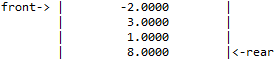 front-> | -2.0000 |
| 3.0000 |
| 1.0000 |
| 8.0000 |<-rear